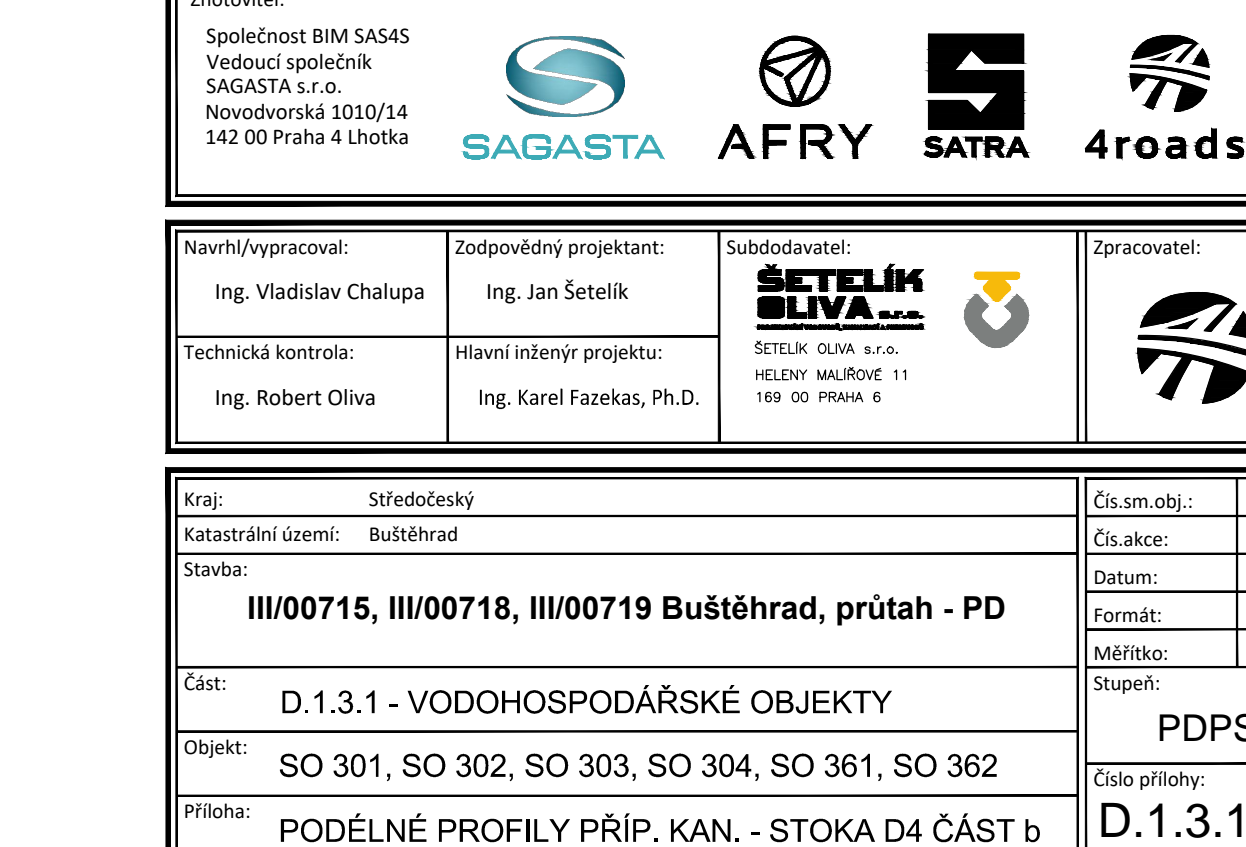 Zhotovitel:
Společnost BIM SAS4S
Vedoucí společník
SAGASTA s.r.o.
Novodvorská 1010/14
142 00 Praha 4 Lhotka
SAGASTA
AFRY
SATRA
4roads
Navrhl/vypracoval:
Ing. Vladislav Chalupa
Zodpovědný projektant:
Ing. Jan Šetelík
Subdodavatel:
ŠETELÍK
OLIVA s.r.o.
ŠETELÍK OLIVA s.r.o.
HELENY MALÍŘOVÉ 11
169 00 PRAHA 6
Zpracovatel:
Technická kontrola:
Ing. Robert Oliva
Hlavní inženýr projektu:
Ing. Karel Fazekas, Ph.D.
Kraj: Středočeský
Katastrální území: Buštěhrad
Stavba:
III/00715, III/00718, III/00719 Buštěhrad, průtah - PD
Část:
D.1.3.1 - VODOHOSPODÁŘSKÉ OBJEKTY
Objekt:
SO 301, SO 302, SO 303, SO 304, SO 361, SO 362
Příloha:
PODÉLNÉ PROFILY PŘÍP. KAN. - STOKA D4 ČÁST b
Čís.sm.obj.:
Čís.akce:
Datum:
Formát:
Měřítko:
Stupeň:
PDPS
Číslo přílohy:
D.1.3.1